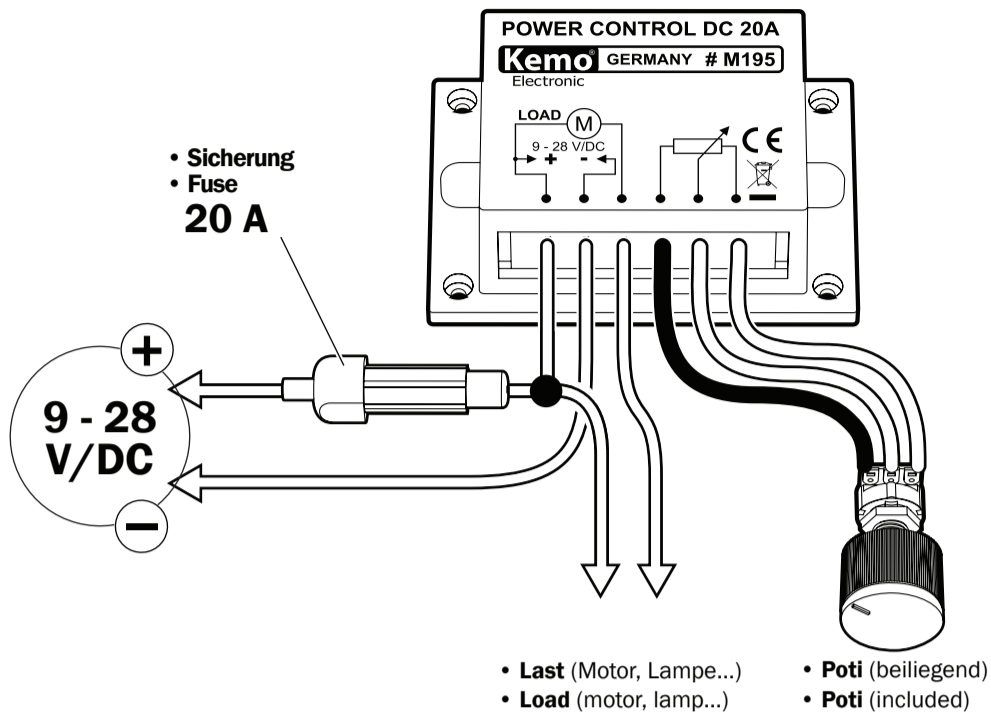 POWER CONTROL DC 20A
Kemo® GERMANY # M195
Electronic
LOAD M
9 - 28 V/DC
+ -
CE
• Sicherung
• Fuse
20 A
+
9 - 28
V/DC
−
• Last (Motor, Lampe...)
• Load (motor, lamp...)
• Poti (beiliegend)
• Poti (included)